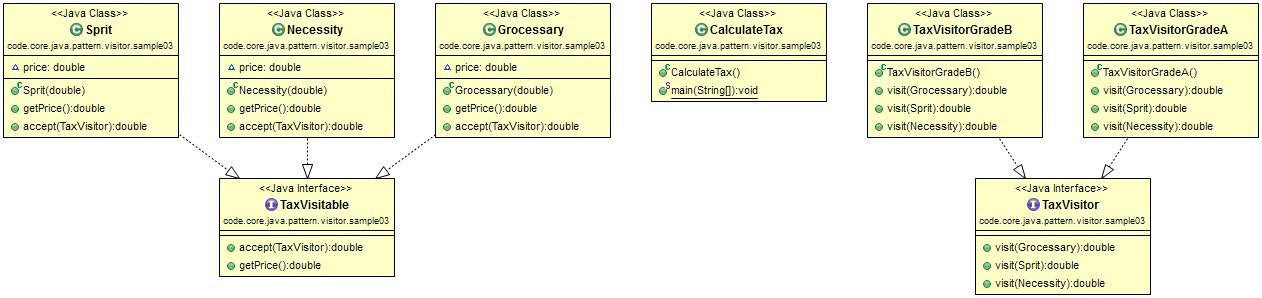 <<Java Class>>
Sprit
code.core.java.pattern.visitor.sample03
price: double
Sprit(double)
getPrice():double
accept(TaxVisitor):double
<<Java Class>>
Necessity
code.core.java.pattern.visitor.sample03
price: double
Necessity(double)
getPrice():double
accept(TaxVisitor):double
<<Java Class>>
Grocessary
code.core.java.pattern.visitor.sample03
price: double
Grocessary(double)
getPrice():double
accept(TaxVisitor):double
<<Java Class>>
CalculateTax
code.core.java.pattern.visitor.sample03
CalculateTax()
main(String[]):void
<<Java Class>>
TaxVisitorGradeB
code.core.java.pattern.visitor.sample03
TaxVisitorGradeB()
visit(Grocessary):double
visit(Sprit):double
visit(Necessity):double
<<Java Class>>
TaxVisitorGradeA
code.core.java.pattern.visitor.sample03
TaxVisitorGradeA()
visit(Grocessary):double
visit(Sprit):double
visit(Necessity):double
<<Java Interface>>
TaxVisitable
code.core.java.pattern.visitor.sample03
accept(TaxVisitor):double
getPrice():double
<<Java Interface>>
TaxVisitor
code.core.java.pattern.visitor.sample03
visit(Grocessary):double
visit(Sprit):double
visit(Necessity):double